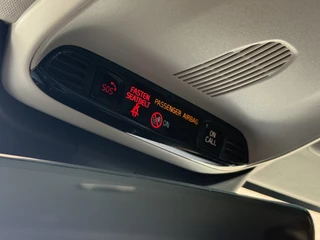 SOS
FASTEN
SEATBELT
PASSENGER AIRBAG
ON
ON
CALL